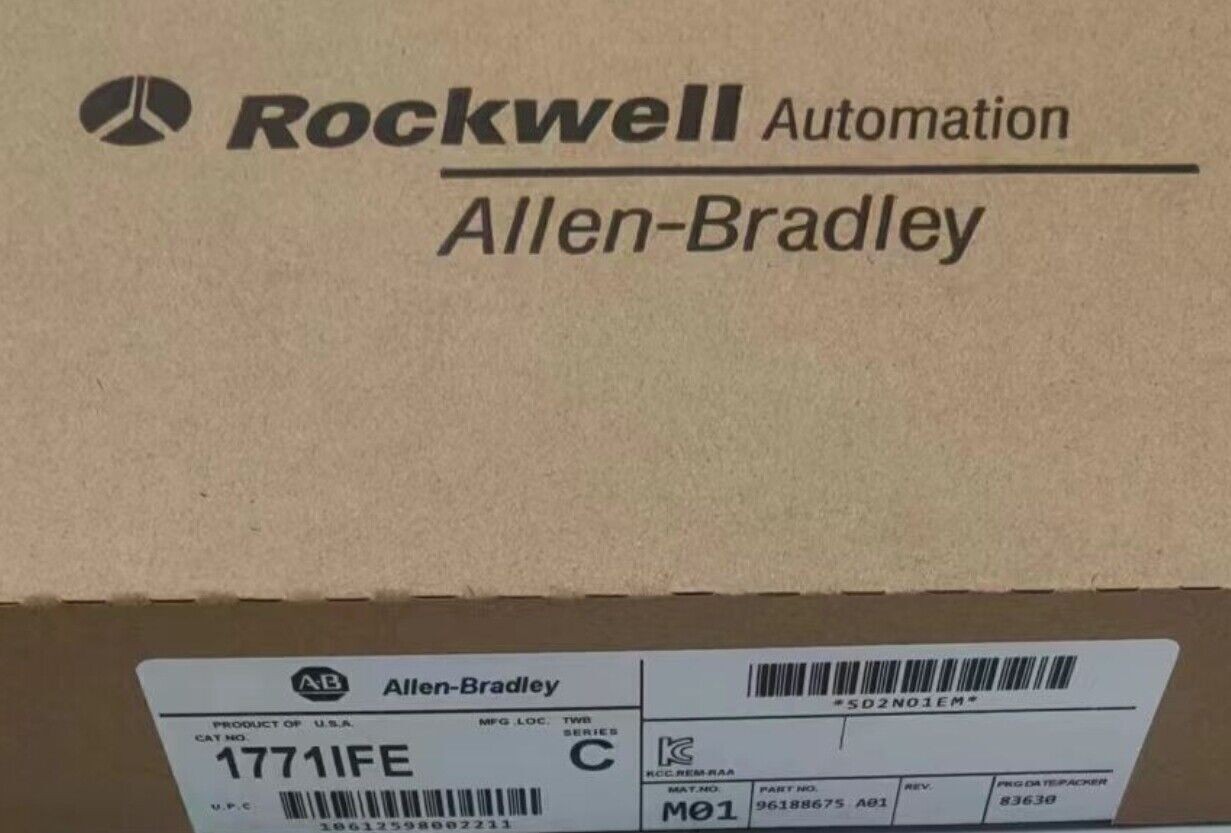 Rockwell Automation
Allen-Bradley
AB Allen-Bradley
PRODUCT OF U.S.A. MFG.LOC. TWB
CAT NO. SERIES
1771IFE C
U.P.C
10612598002211
*SD2N01EM*
KC
KCC.REM-RAA
MAT.NO. PART NO. REV. PKG DATE/PACKER
M01 96188675 A01 83630